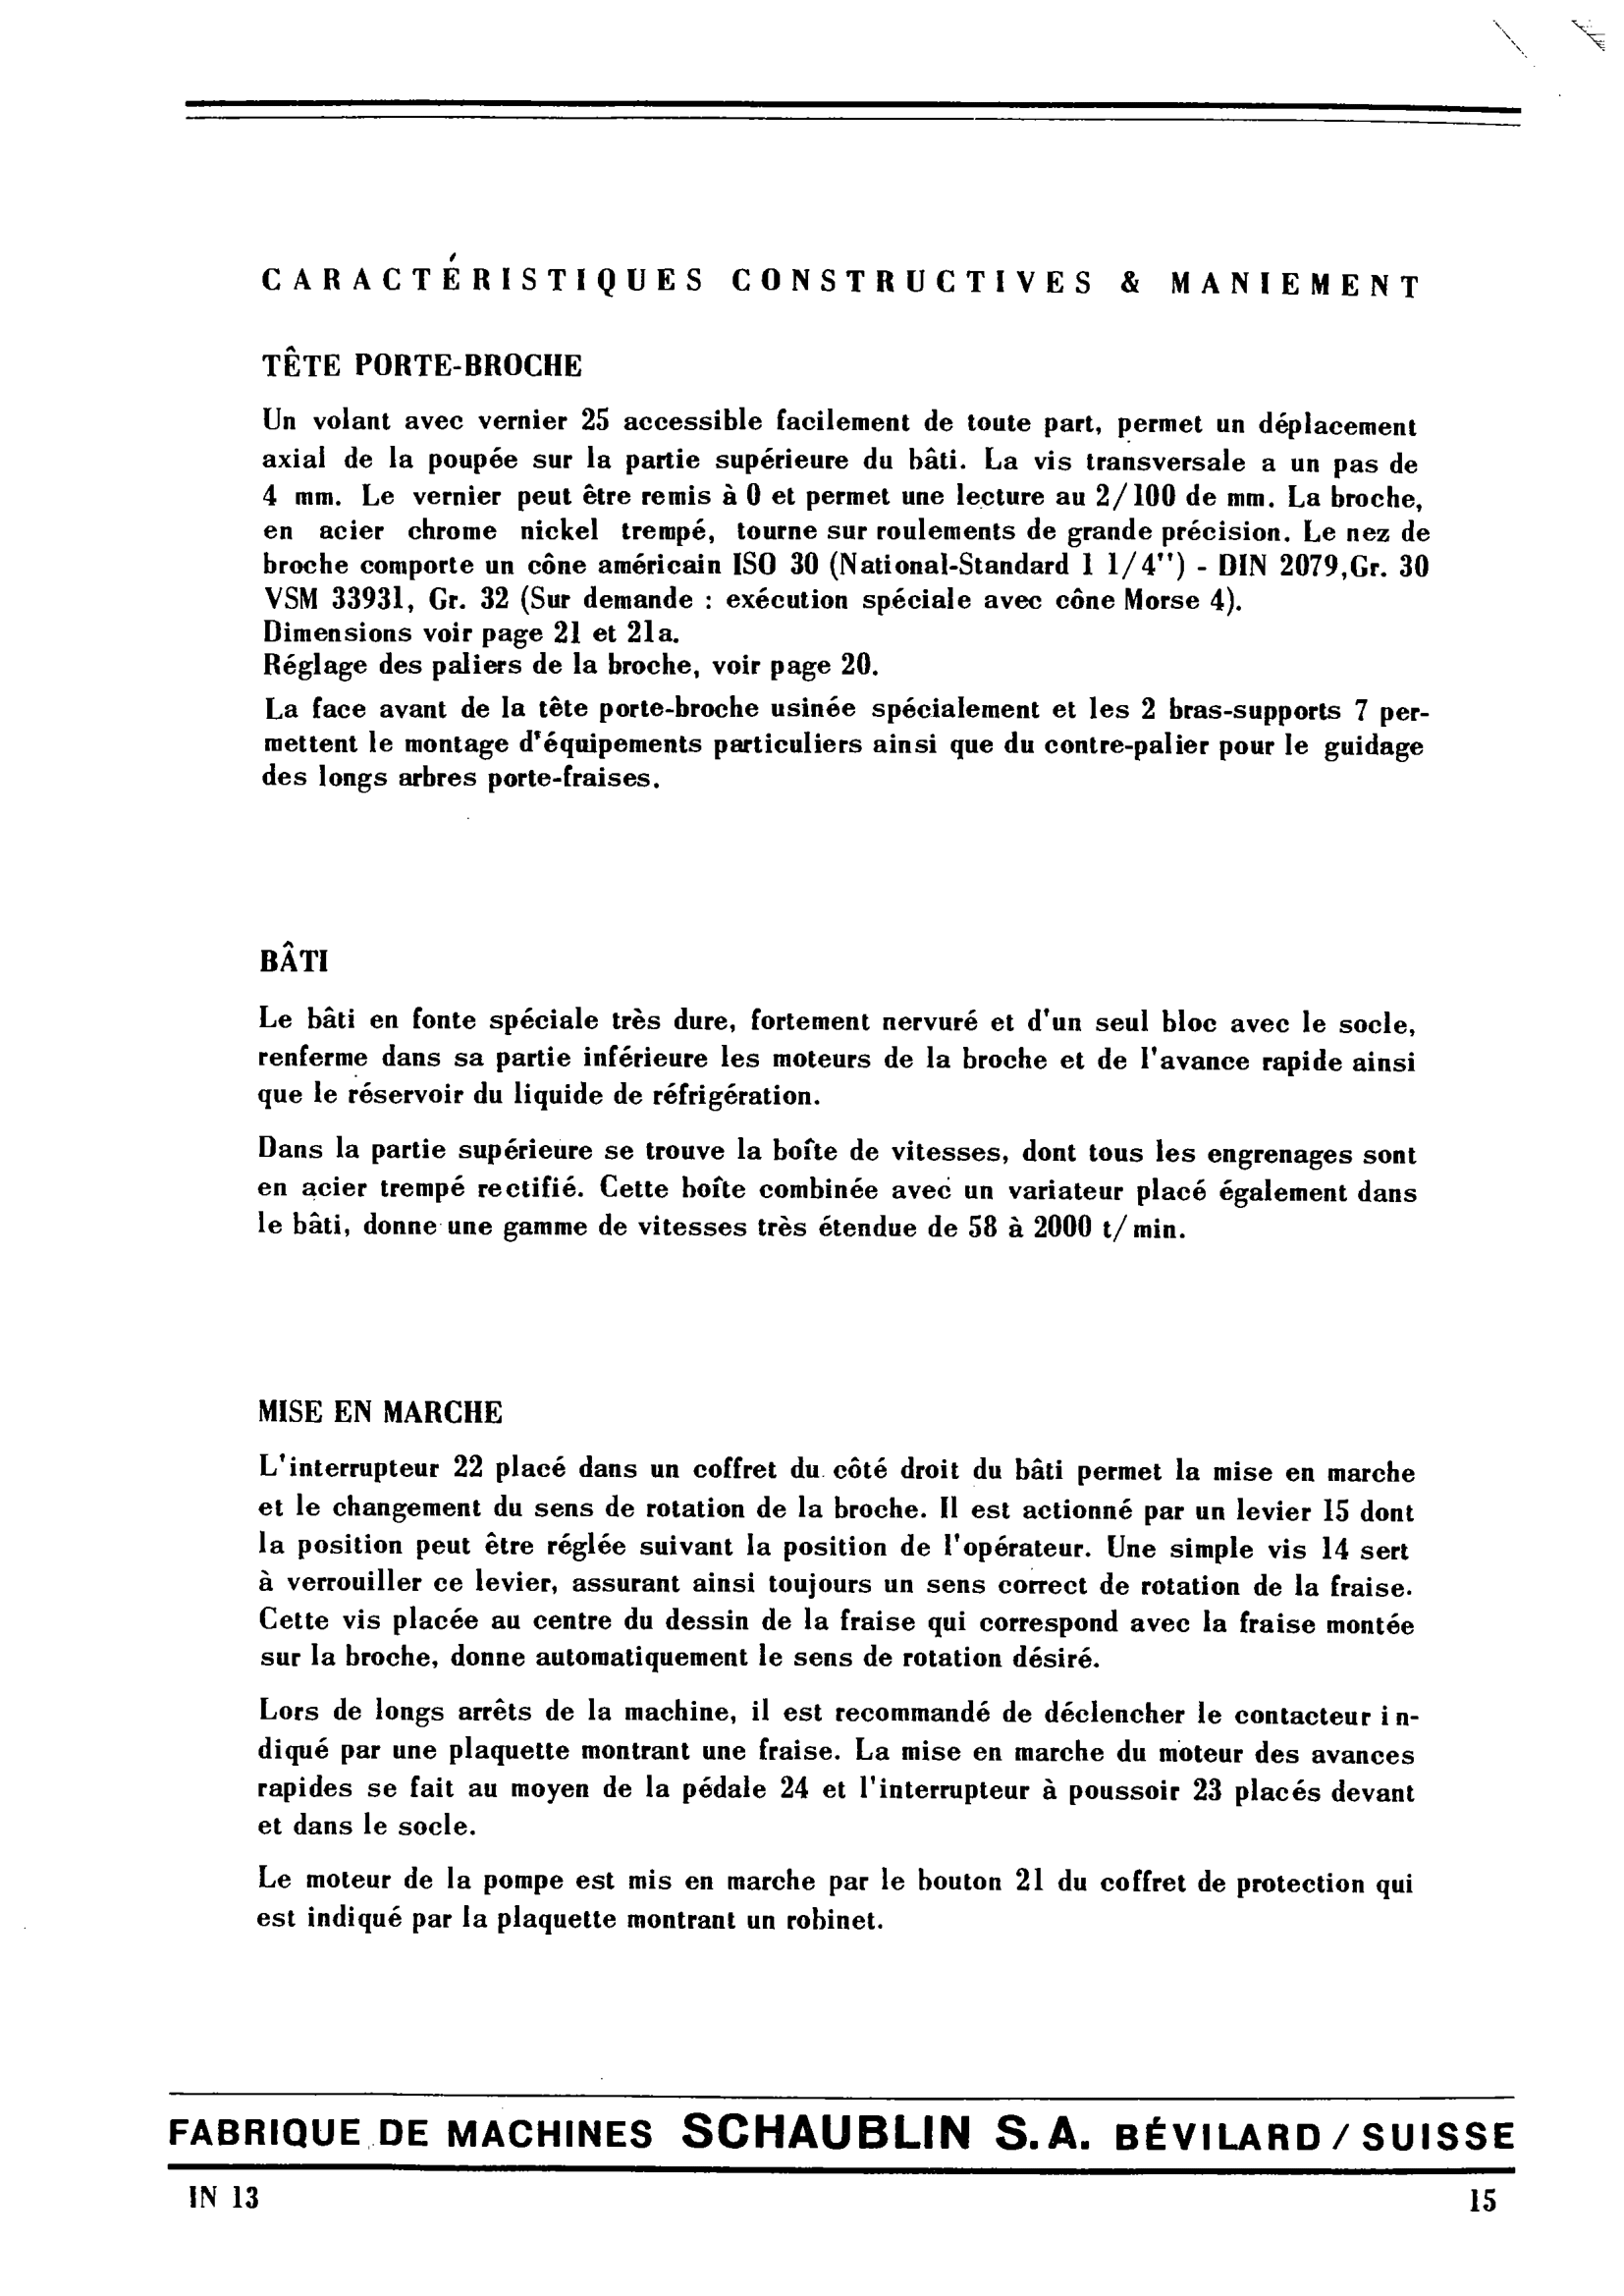 CARACTÉRISTIQUES CONSTRUCTIVES & MANIEMENT
TÊTE PORTE-BROCHE
Un volant avec vernier 25 accessible facilement de toute part, permet un déplacement
axial de la poupée sur la partie supérieure du bâti. La vis transversale a un pas de
4 mm. Le vernier peut être remis à 0 et permet une lecture au 2/100 de mm. La broche,
en acier chrome nickel trempé, tourne sur roulements de grande précision. Le nez de
broche comporte un cône américain ISO 30 (National-Standard 1 1/4'') - DIN 2079,Gr. 30
VSM 33931, Gr. 32 (Sur demande : exécution spéciale avec cône Morse 4).
Dimensions voir page 21 et 21a.
Réglage des paliers de la broche, voir page 20.
La face avant de la tête porte-broche usinée spécialement et les 2 bras-supports 7 per-
mettent le montage d'équipements particuliers ainsi que du contre-palier pour le guidage
des longs arbres porte-fraises.
BÂTI
Le bâti en fonte spéciale très dure, fortement nervuré et d'un seul bloc avec le socle,
renferme dans sa partie inférieure les moteurs de la broche et de l'avance rapide ainsi
que le réservoir du liquide de réfrigération.
Dans la partie supérieure se trouve la boîte de vitesses, dont tous les engrenages sont
en acier trempé rectifié. Cette boîte combinée avec un variateur placé également dans
le bâti, donne une gamme de vitesses très étendue de 58 à 2000 t/min.
MISE EN MARCHE
L'interrupteur 22 placé dans un coffret du côté droit du bâti permet la mise en marche
et le changement du sens de rotation de la broche. Il est actionné par un levier 15 dont
la position peut être réglée suivant la position de l'opérateur. Une simple vis 14 sert
à verrouiller ce levier, assurant ainsi toujours un sens correct de rotation de la fraise.
Cette vis placée au centre du dessin de la fraise qui correspond avec la fraise montée
sur la broche, donne automatiquement le sens de rotation désiré.
Lors de longs arrêts de la machine, il est recommandé de déclencher le contacteur in-
diqué par une plaquette montrant une fraise. La mise en marche du moteur des avances
rapides se fait au moyen de la pédale 24 et l'interrupteur à poussoir 23 placés devant
et dans le socle.
Le moteur de la pompe est mis en marche par le bouton 21 du coffret de protection qui
est indiqué par la plaquette montrant un robinet.
FABRIQUE DE MACHINES SCHAUBLIN S.A. BÉVILARD / SUISSE
IN 13
15